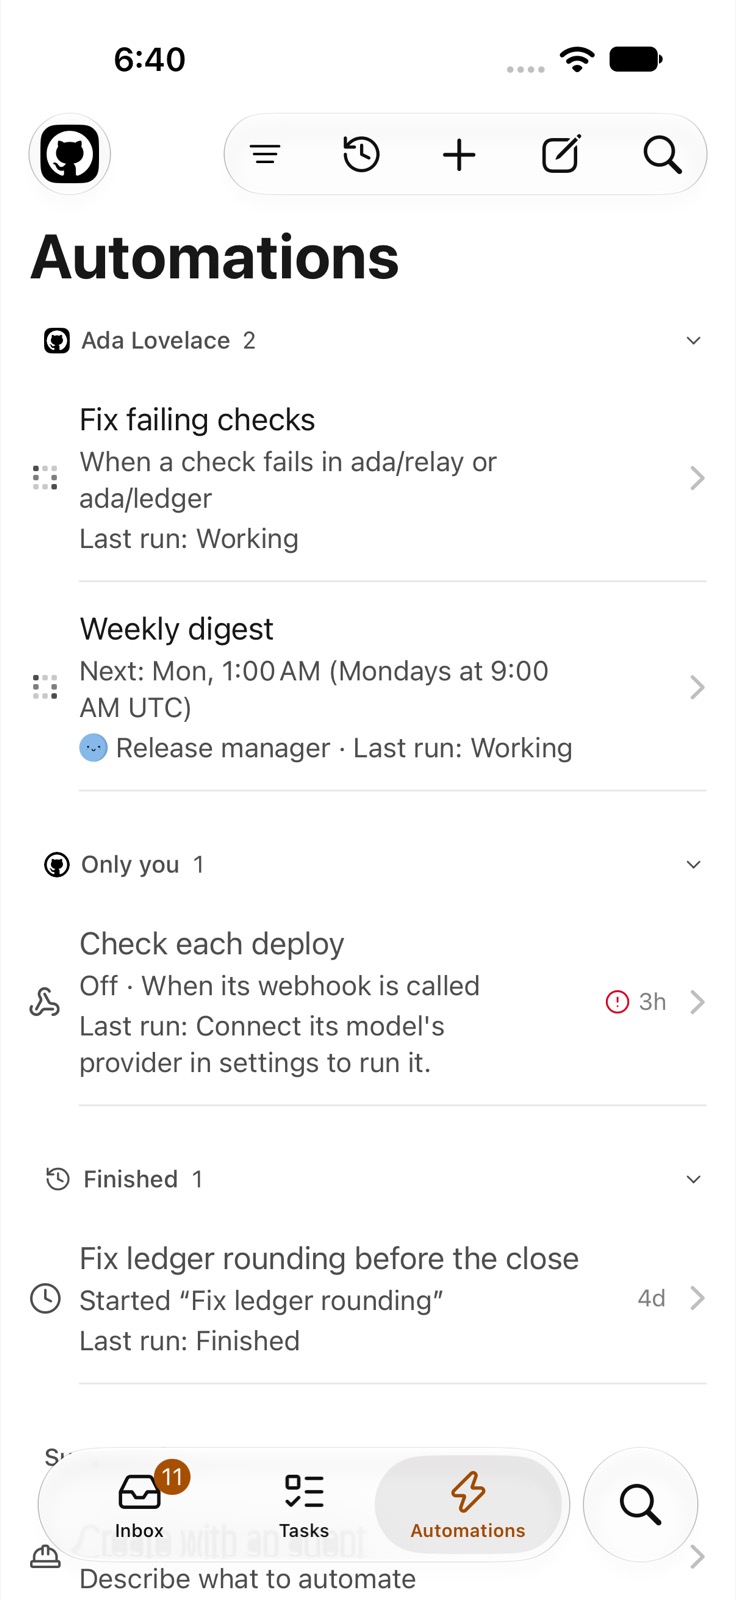 6:40
Automations
Ada Lovelace 2
Fix failing checks
When a check fails in ada/relay or
ada/ledger
Last run: Working
Weekly digest
Next: Mon, 1:00 AM (Mondays at 9:00
AM UTC)
Release manager · Last run: Working
Only you 1
Check each deploy
Off · When its webhook is called
3h
Last run: Connect its model's
provider in settings to run it.
Finished 1
Fix ledger rounding before the close
Started “Fix ledger rounding”
4d
Last run: Finished
11
Inbox
Tasks
Automations
Create with an agent
Describe what to automate